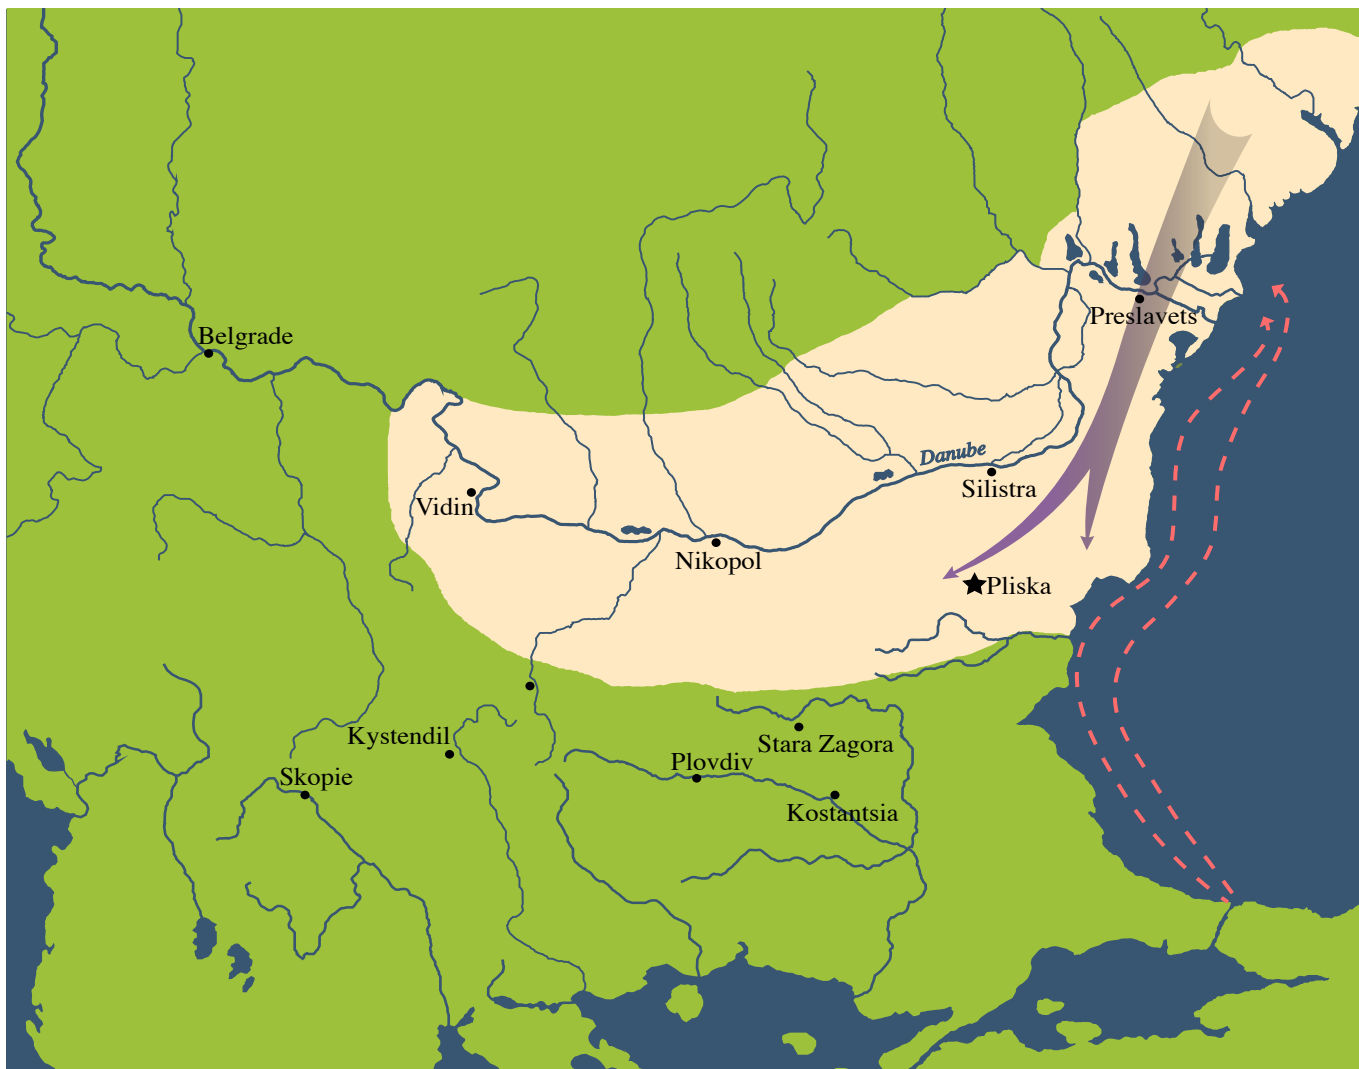 Belgrade
Preslavets
Danube
Silistra
Vidin
Nikopol
Pliska
Kystendil
Stara Zagora
Plovdiv
Skopie
Kostantsia